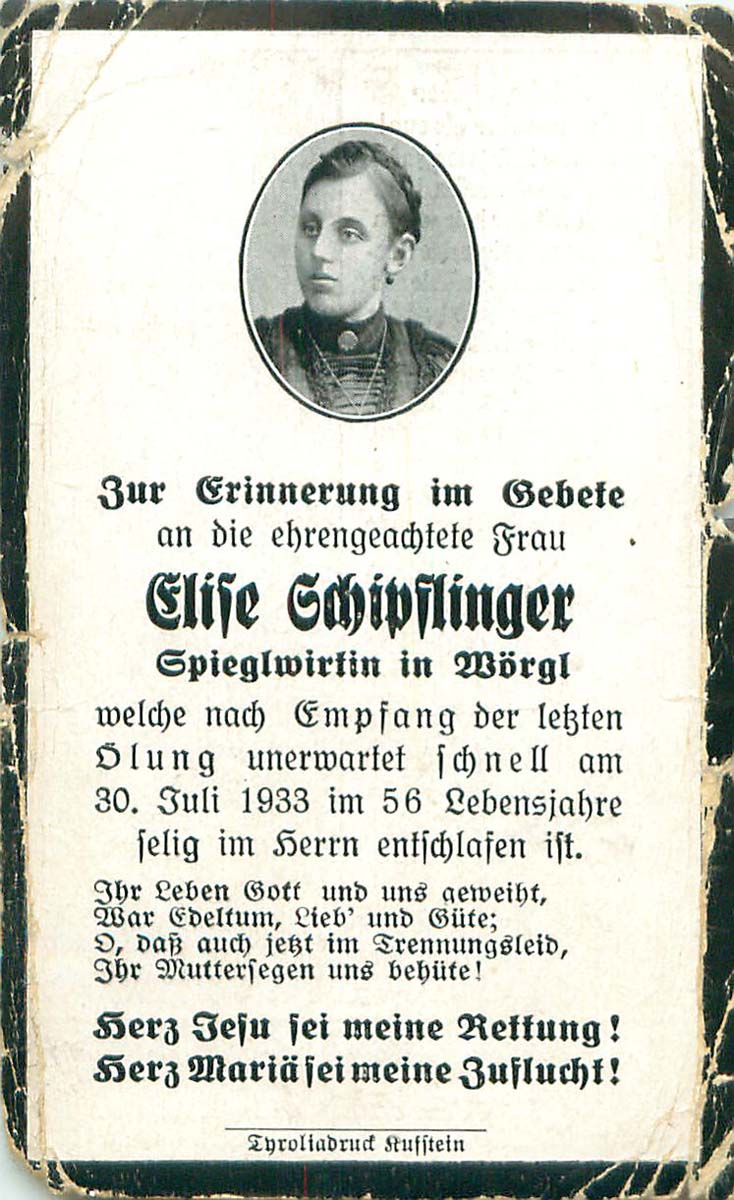 Zur Erinnerung im Gebete
an die ehrengeachtete Frau
Elise Schipflinger
Spieglwirtin in Wörgl
welche nach Empfang der letzten
Ölung unerwartet schnell am
30. Juli 1933 im 56 Lebensjahre
selig im Herrn entschlafen ist.
Ihr Leben Gott und uns geweiht,
War Edeltum, Lieb' und Güte;
O, daß auch jetzt im Trennungsleid,
Ihr Muttersegen uns behüte!
Herz Jesu sei meine Rettung!
Herz Mariä sei meine Zuflucht!
Tyroliadruck Kufstein